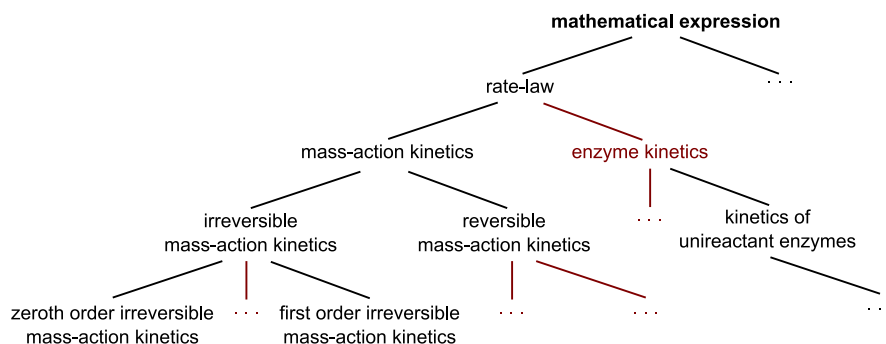 mathematical expression
rate-law
. . .
mass-action kinetics
enzyme kinetics
irreversible
mass-action kinetics
reversible
mass-action kinetics
. . .
kinetics of
unireactant enzymes
zeroth order irreversible
mass-action kinetics
. . .
first order irreversible
mass-action kinetics
. . .
. . .
. .